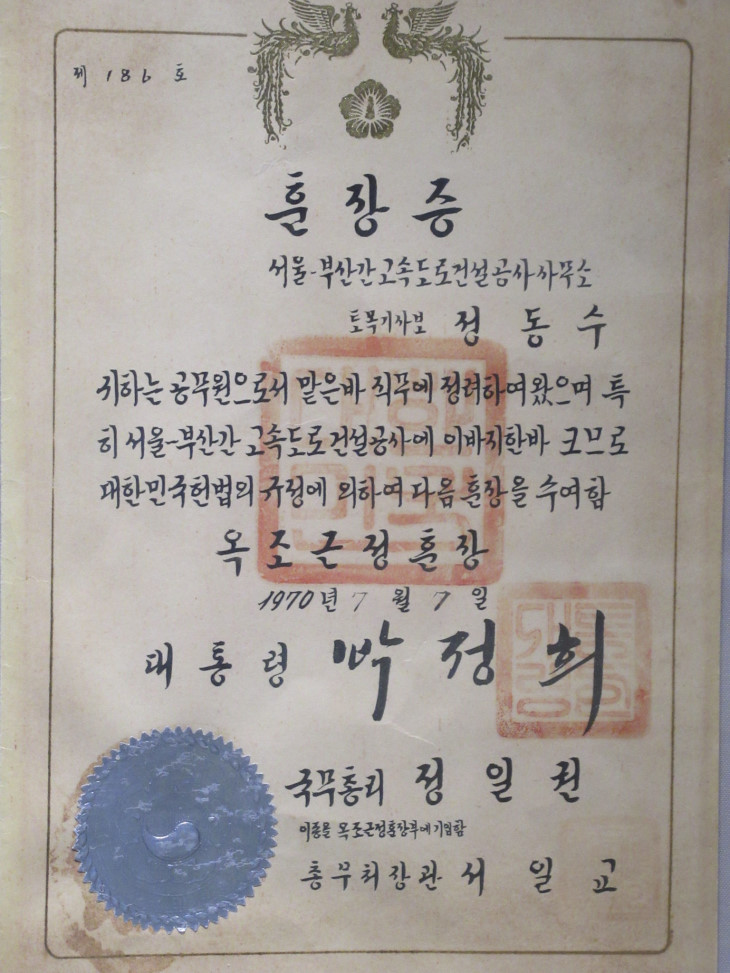 제 186 호
훈장증
서울-부산간고속도로건설공사사무소
토목기사보 정동수
귀하는 공무원으로서 맡은바 직무에 정려하여왔으며 특
히 서울-부산간 고속도로건설공사에 이바지한바 크므로
대한민국헌법의 규정에 의하여 다음 훈장을 수여함
옥조근정훈장
1970년 7월 7일
대통령 박정희
국무총리 정일권
이증을 옥조근정훈장부에기입함
총무처장관 서일교